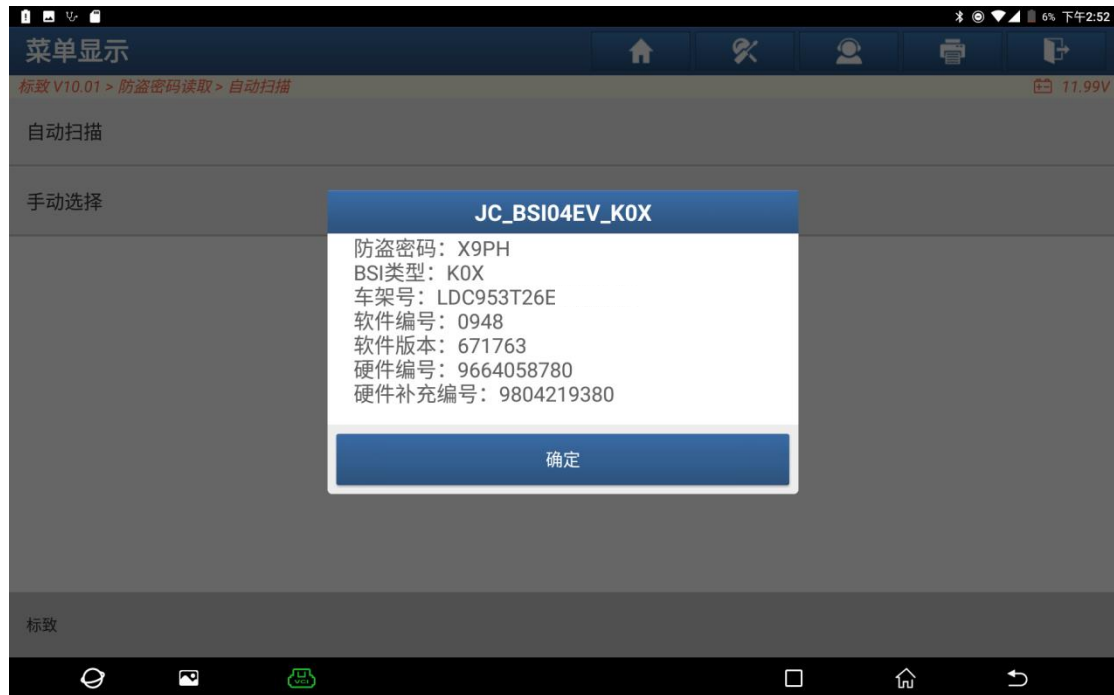 6% 下午2:52
菜单显示
标致 V10.01 > 防盗密码读取 > 自动扫描
11.99V
自动扫描
手动选择
JC_BSI04EV_K0X
防盗密码：X9PH
BSI类型：K0X
车架号：LDC953T26E
软件编号：0948
软件版本：671763
硬件编号：9664058780
硬件补充编号：9804219380
确定
标致
VCI